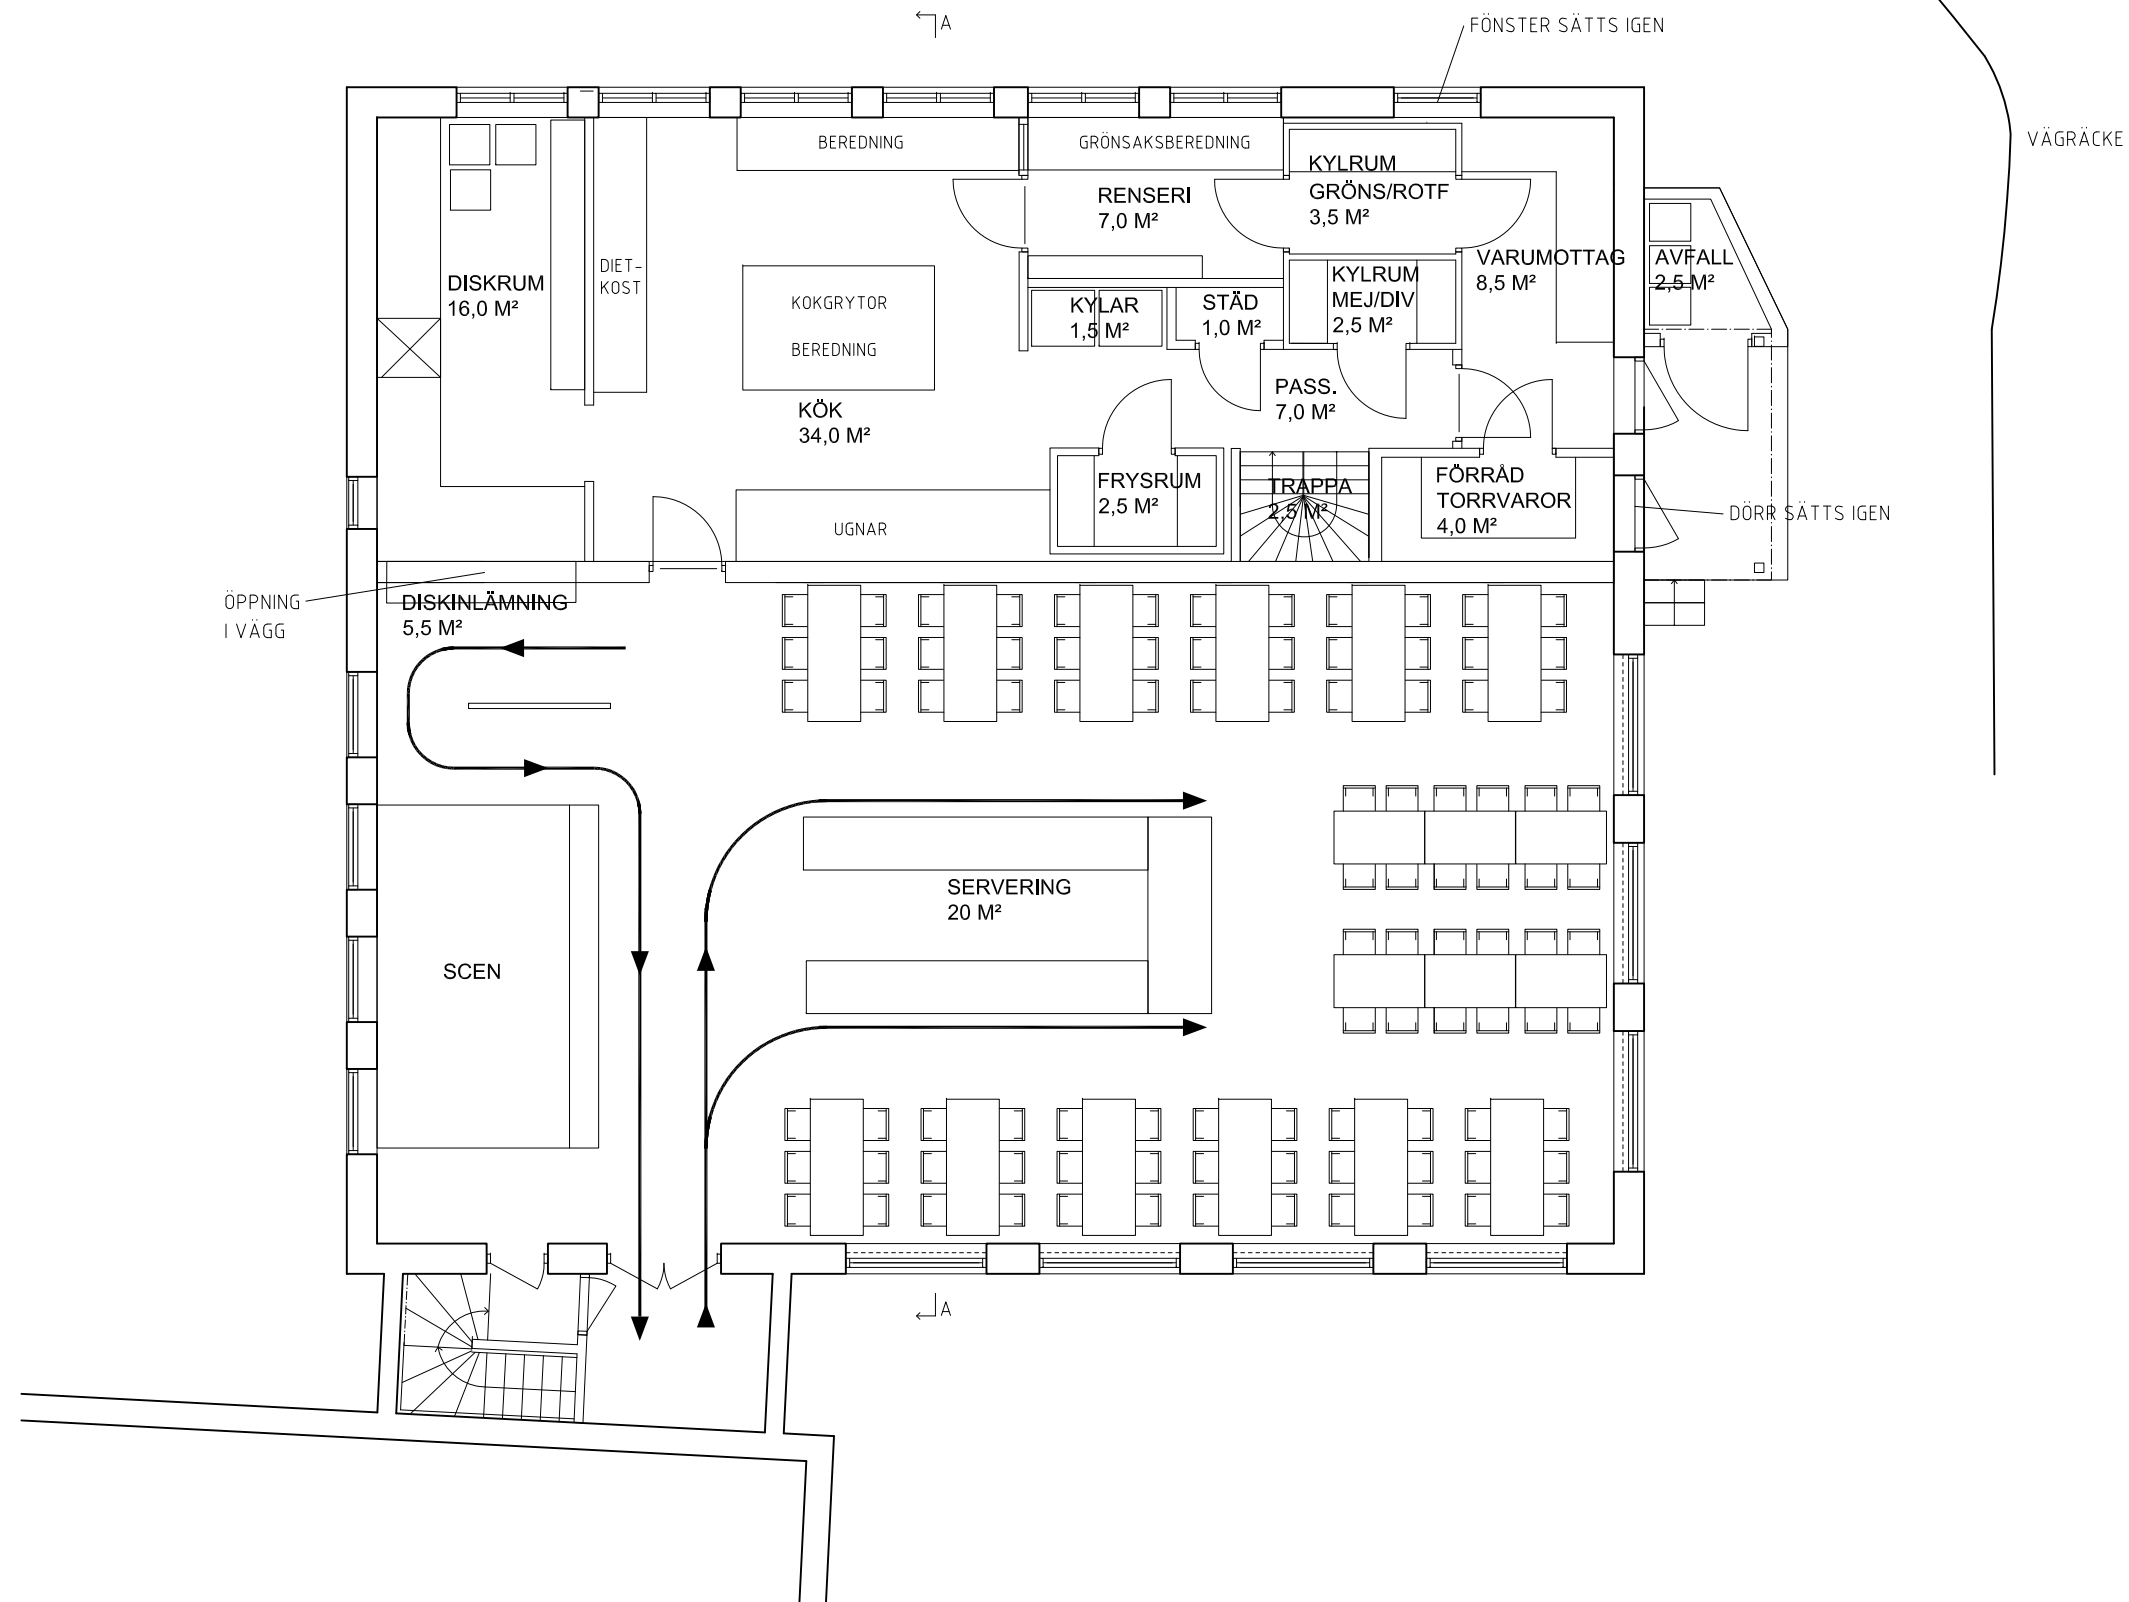 A
FÖNSTER SÄTTS IGEN
VÄGRÄCKE
BEREDNING
GRÖNSAKSBEREDNING
KYLRUM
GRÖNS/ROTF
3,5 M²
RENSERI
7,0 M²
DISKRUM
16,0 M²
DIET-
KOST
KOKGRYTOR
BEREDNING
KÖK
34,0 M²
KYLAR
1,5 M²
STÄD
1,0 M²
KYLRUM
MEJ/DIV
2,5 M²
VARUMOTTAG
8,5 M²
AVFALL
2,5 M²
PASS.
7,0 M²
FRYSRUM
2,5 M²
TRAPPA
2,5 M²
FÖRRÅD
TORRVAROR
4,0 M²
DÖRR SÄTTS IGEN
UGNAR
ÖPPNING
I VÄGG
DISKINLÄMNING
5,5 M²
SERVERING
20 M²
SCEN
A